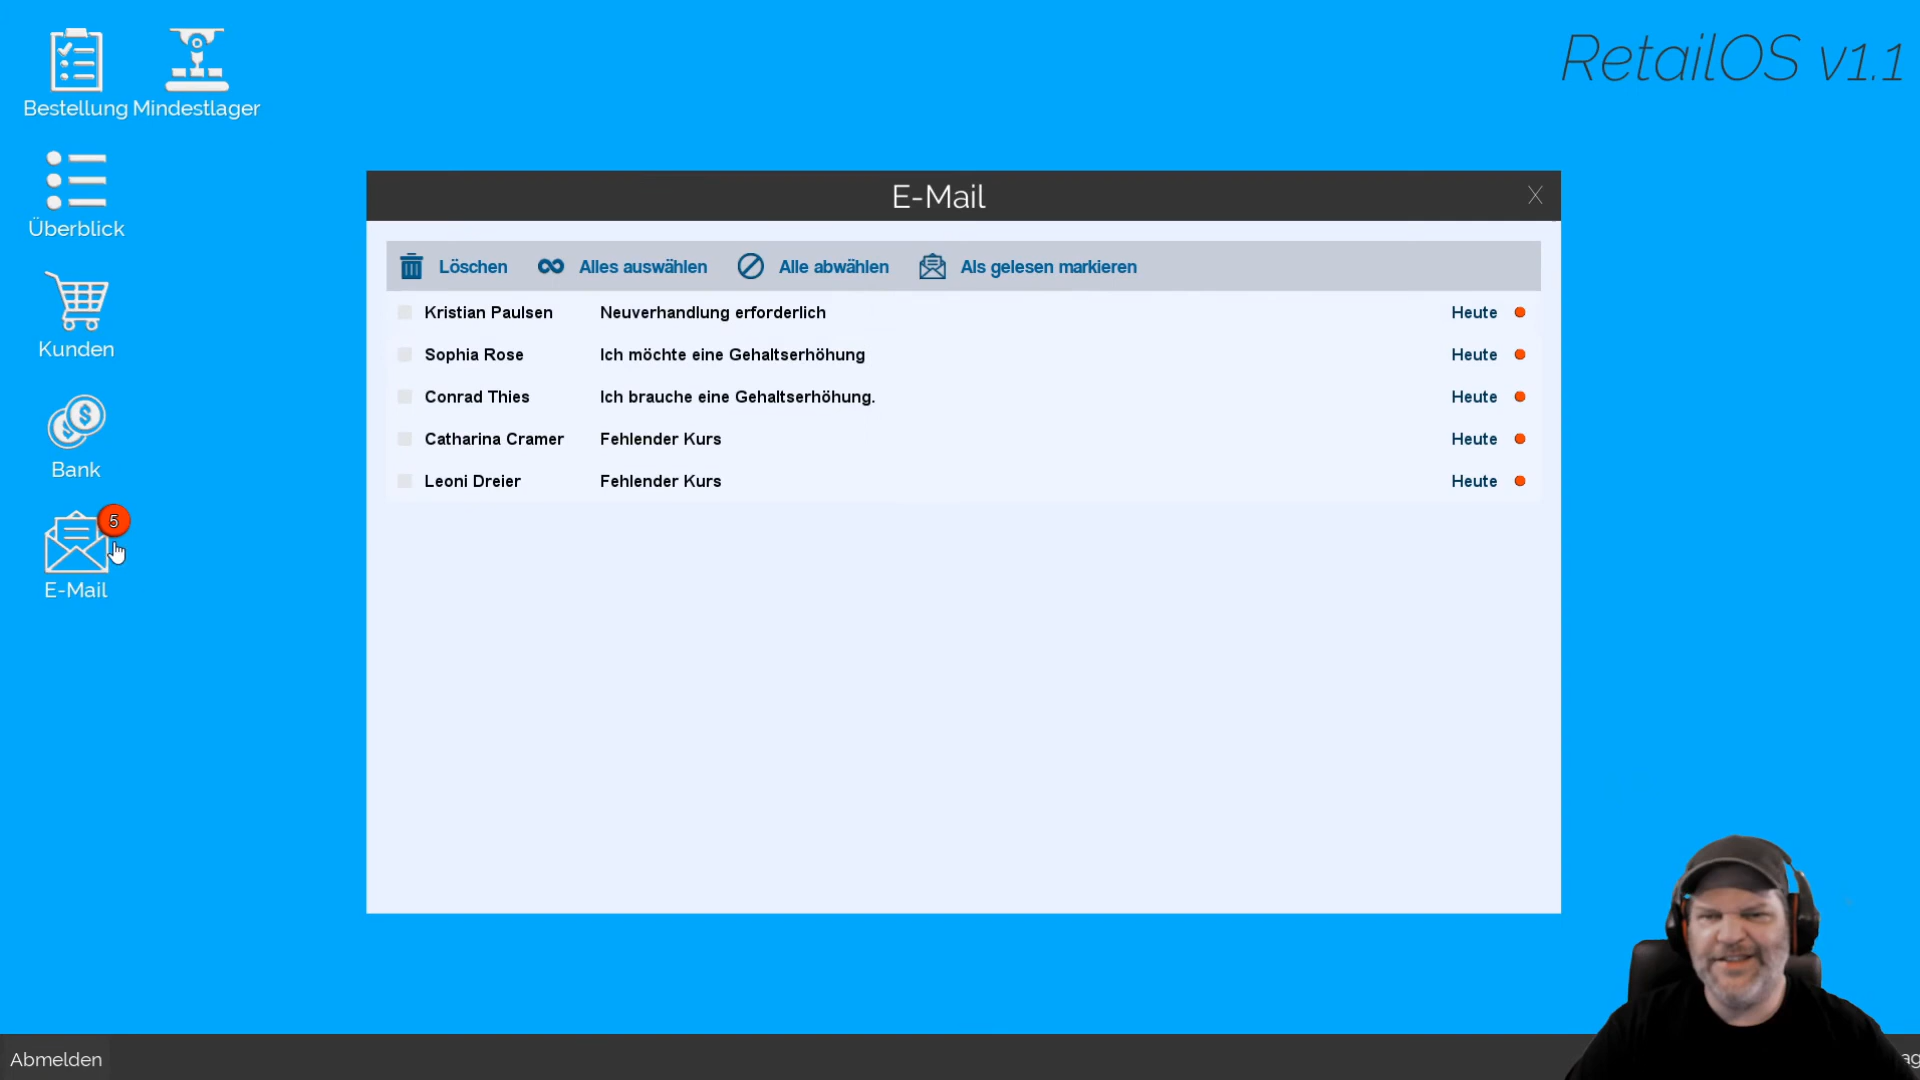 RetailOS v1.1
Bestellung
Mindestlager
Überblick
Kunden
Bank
5
E-Mail
E-Mail
X
Löschen
Alles auswählen
Alle abwählen
Als gelesen markieren
Kristian Paulsen Neuverhandlung erforderlich Heute
Sophia Rose Ich möchte eine Gehaltserhöhung Heute
Conrad Thies Ich brauche eine Gehaltserhöhung. Heute
Catharina Cramer Fehlender Kurs Heute
Leoni Dreier Fehlender Kurs Heute
Abmelden